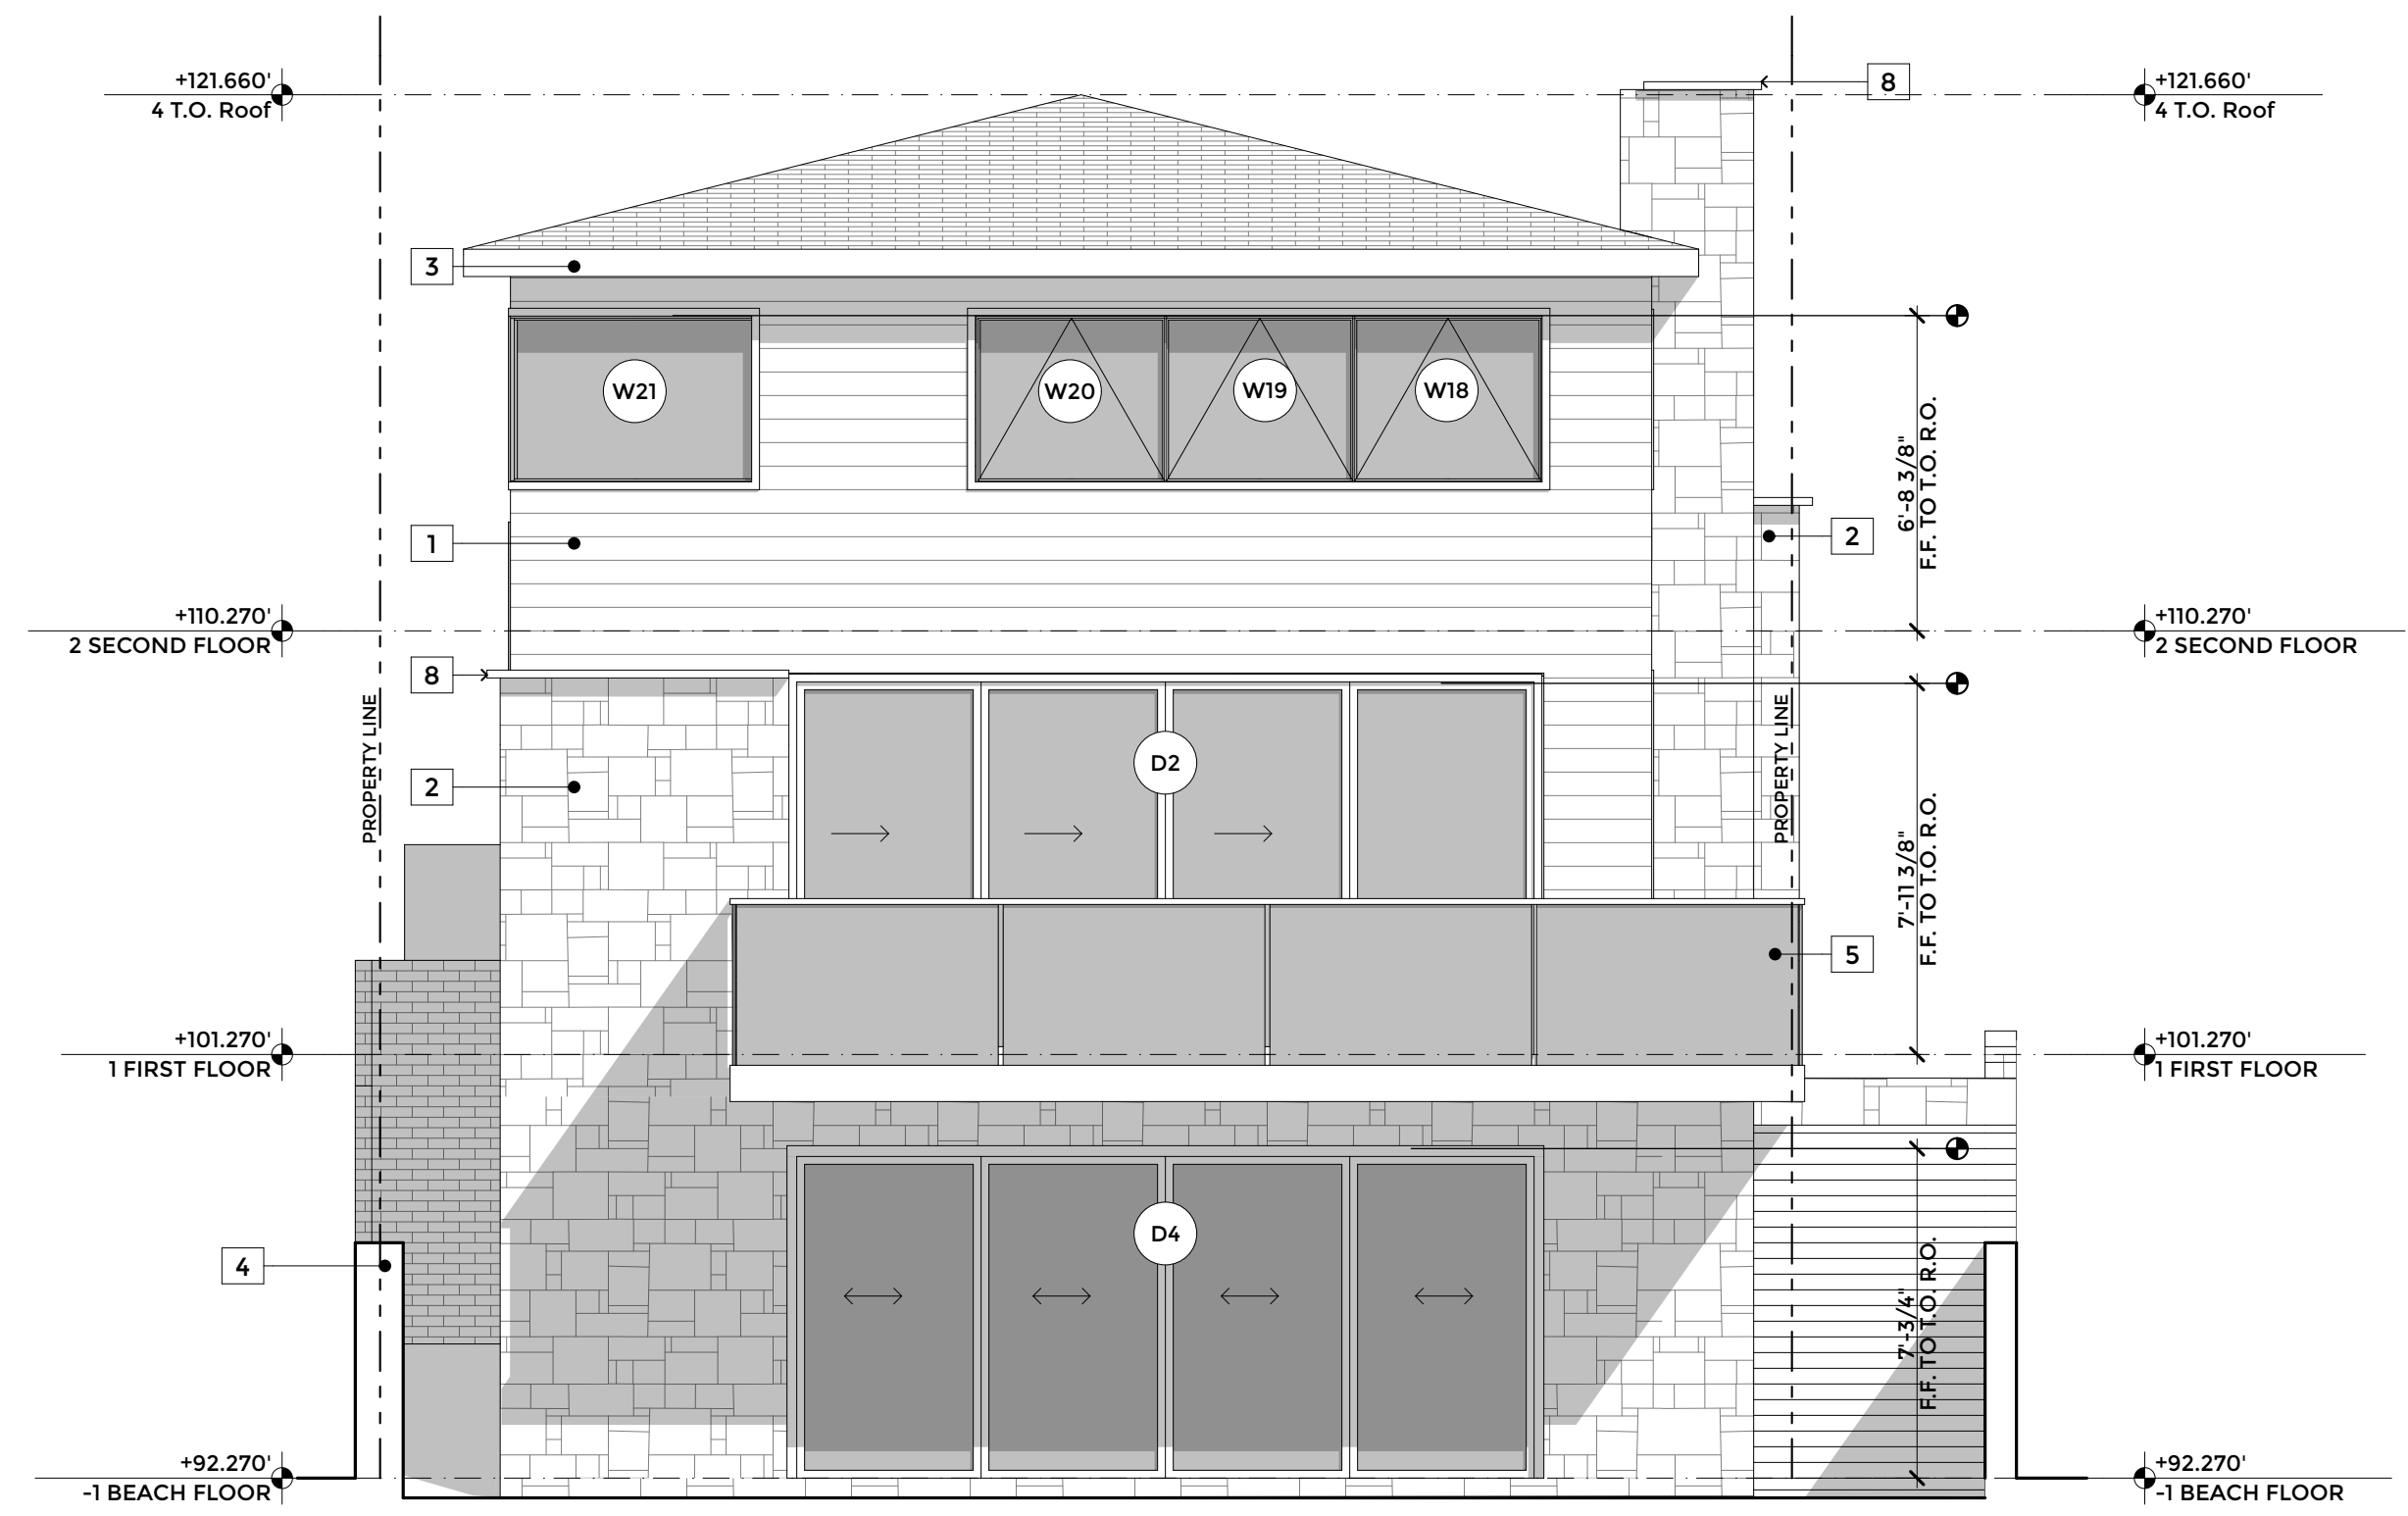 +121.660'
4 T.O. Roof
8
+121.660'
4 T.O. Roof
3
W21
W20
W19
W18
6'-8 3/8"
F.F. TO T.O. R.O.
1
2
+110.270'
2 SECOND FLOOR
+110.270'
2 SECOND FLOOR
8
PROPERTY LINE
PROPERTY LINE
D2
2
7'-11 3/8"
F.F. TO T.O. R.O.
5
+101.270'
1 FIRST FLOOR
+101.270'
1 FIRST FLOOR
D4
4
7'-3/4"
F.F. TO T.O. R.O.
+92.270'
-1 BEACH FLOOR
+92.270'
-1 BEACH FLOOR